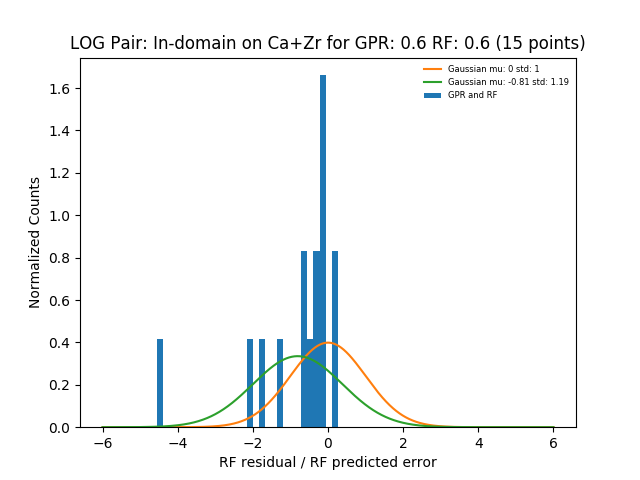 LOG Pair: In-domain on Ca+Zr for GPR: 0.6 RF: 0.6 (15 points)
Gaussian mu: 0 std: 1
Gaussian mu: -0.81 std: 1.19
GPR and RF
Normalized Counts
1.6
1.4
1.2
1.0
0.8
0.6
0.4
0.2
0.0
−6 −4 −2 0 2 4 6
RF residual / RF predicted error